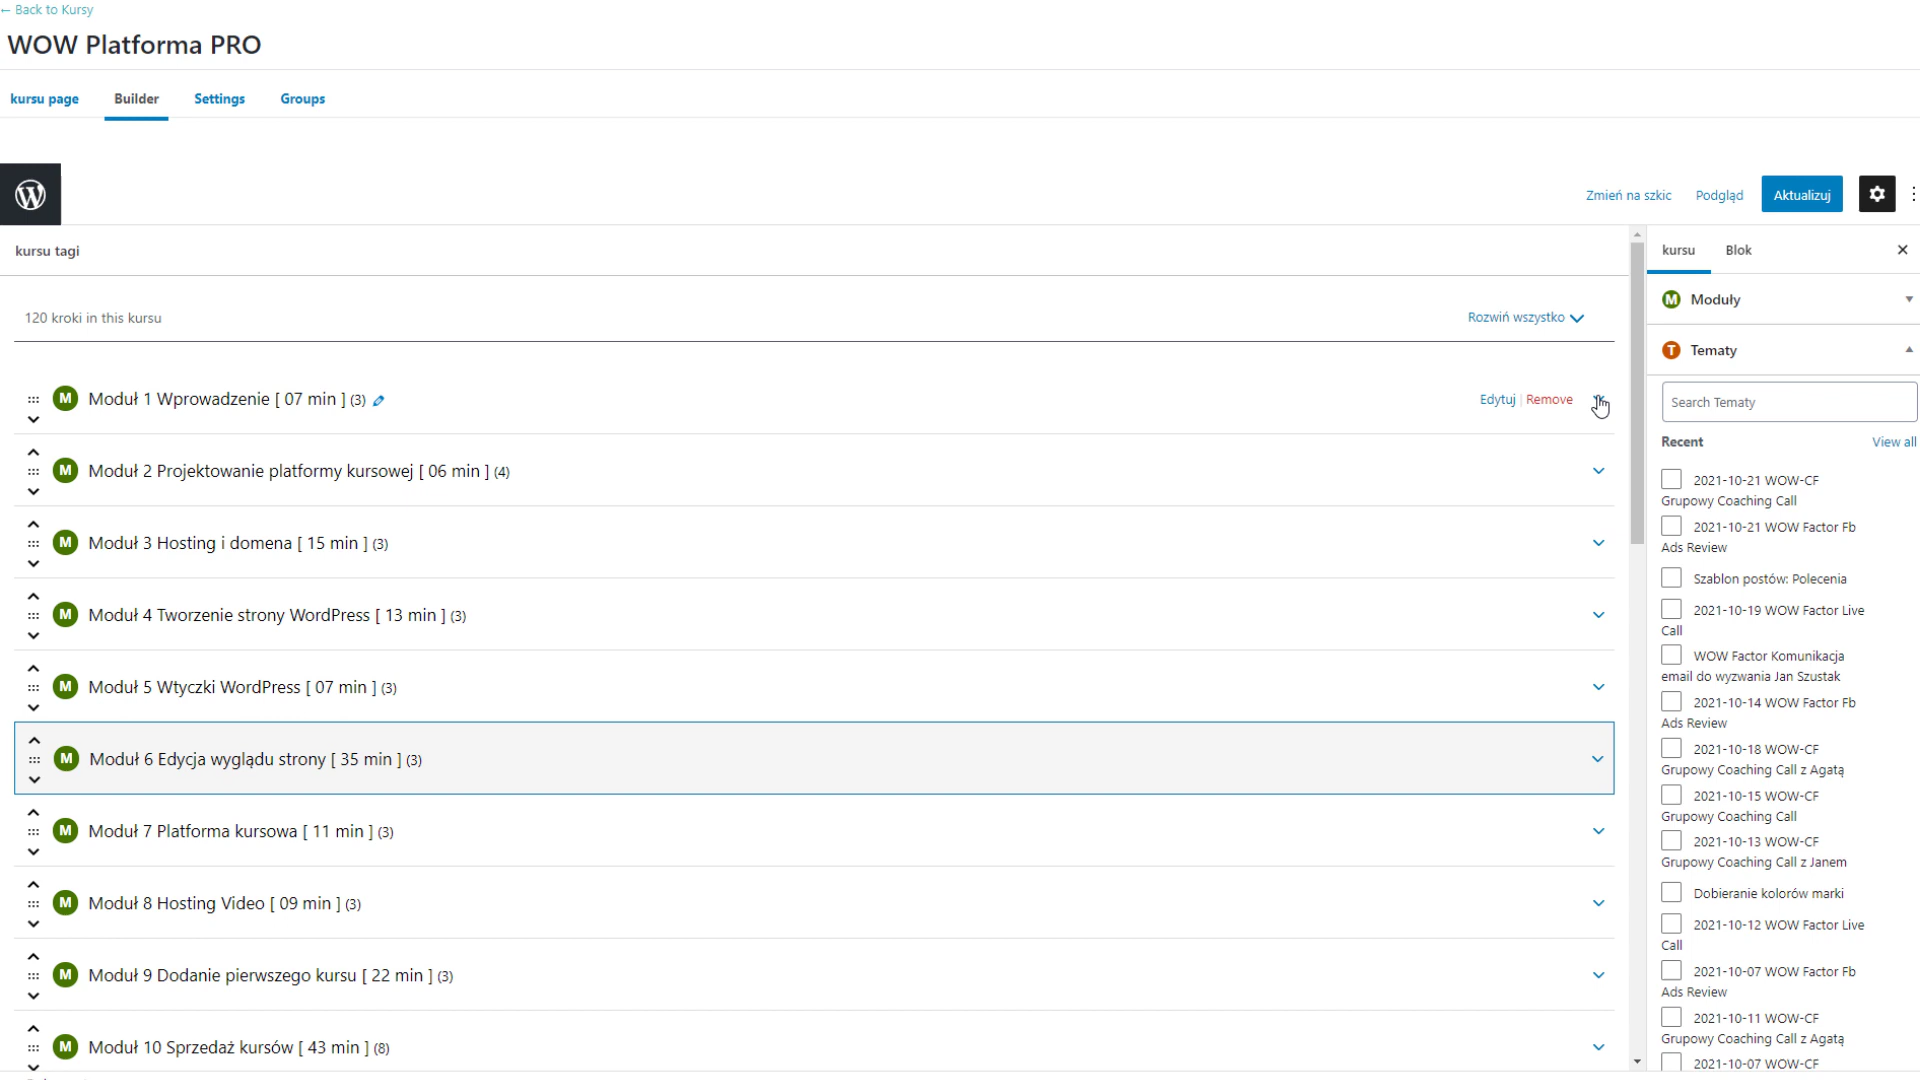 ← Back to Kursy
WOW Platforma PRO
kursu page
Builder
Settings
Groups
Zmień na szkic
Podgląd
Aktualizuj
kursu tagi
kursu
Blok
120 kroki in this kursu
Rozwiń wszystko
M Moduł 1 Wprowadzenie [ 07 min ] (3)
Edytuj | Remove
M Moduł 2 Projektowanie platformy kursowej [ 06 min ] (4)
M Moduł 3 Hosting i domena [ 15 min ] (3)
M Moduł 4 Tworzenie strony WordPress [ 13 min ] (3)
M Moduł 5 Wtyczki WordPress [ 07 min ] (3)
M Moduł 6 Edycja wyglądu strony [ 35 min ] (3)
M Moduł 7 Platforma kursowa [ 11 min ] (3)
M Moduł 8 Hosting Video [ 09 min ] (3)
M Moduł 9 Dodanie pierwszego kursu [ 22 min ] (3)
M Moduł 10 Sprzedaż kursów [ 43 min ] (8)
M Moduły
T Tematy
Search Tematy
Recent
View all
2021-10-21 WOW-CF
Grupowy Coaching Call
2021-10-21 WOW Factor Fb
Ads Review
Szablon postów: Polecenia
2021-10-19 WOW Factor Live
Call
WOW Factor Komunikacja
email do wyzwania Jan Szustak
2021-10-14 WOW Factor Fb
Ads Review
2021-10-18 WOW-CF
Grupowy Coaching Call z Agatą
2021-10-15 WOW-CF
Grupowy Coaching Call
2021-10-13 WOW-CF
Grupowy Coaching Call z Janem
Dobieranie kolorów marki
2021-10-12 WOW Factor Live
Call
2021-10-07 WOW Factor Fb
Ads Review
2021-10-11 WOW-CF
Grupowy Coaching Call z Agatą
2021-10-07 WOW-CF